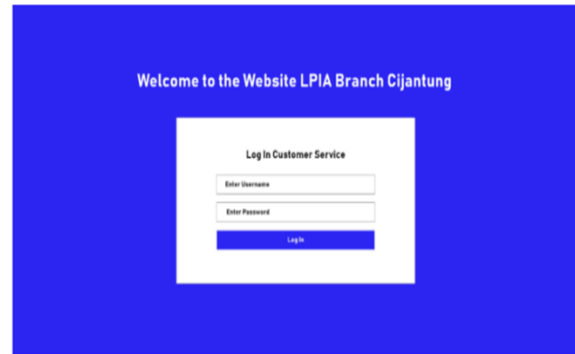 Welcome to the Website LPIA Branch Cijantung
Log In Customer Service
Enter Username
Enter Password
Log In